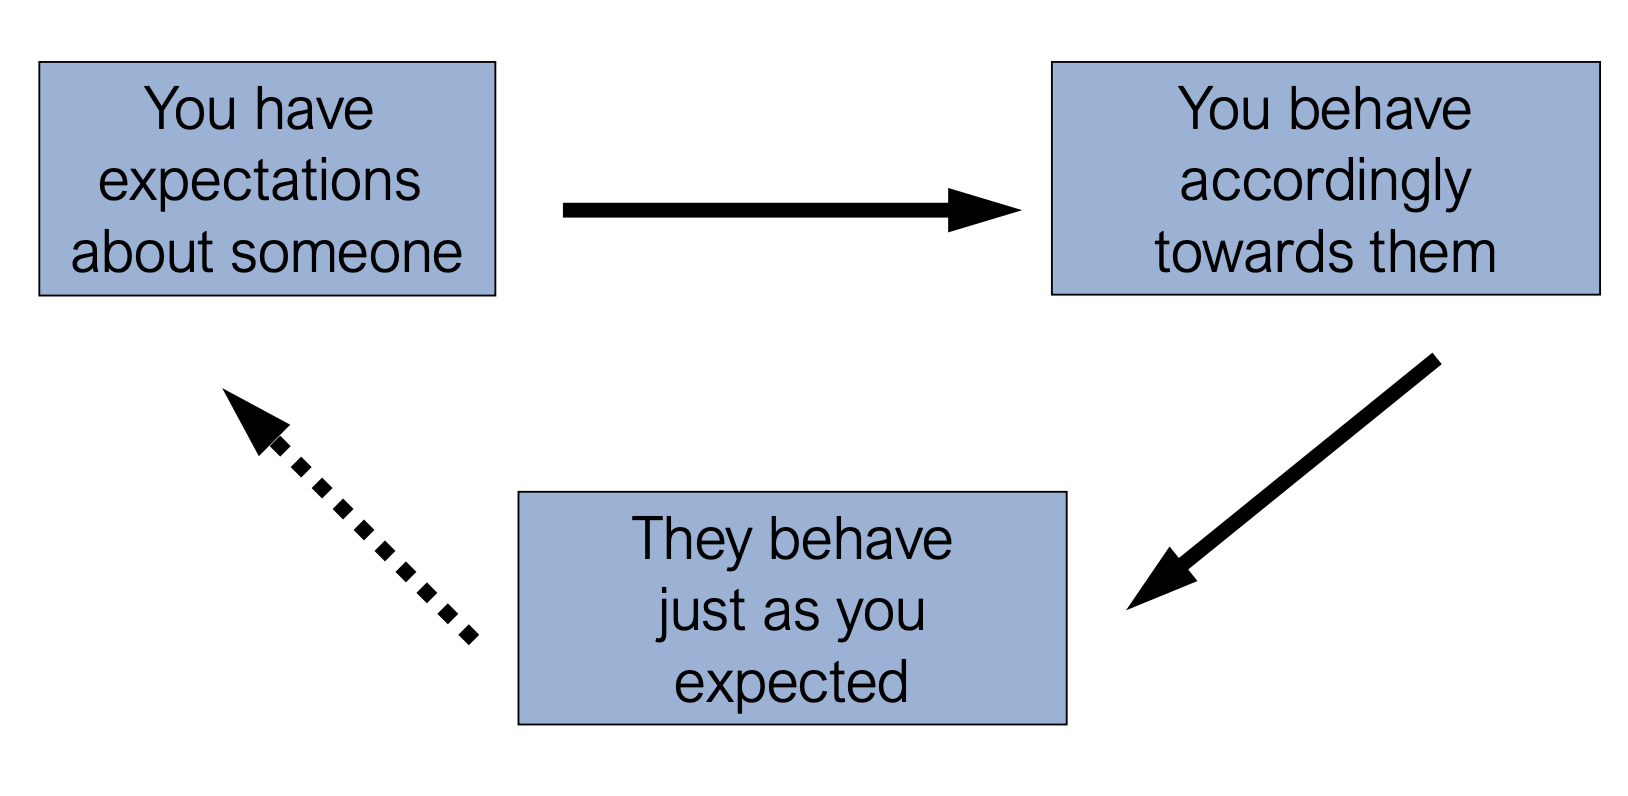 You have
expectations
about someone
You behave
accordingly
towards them
They behave
just as you
expected